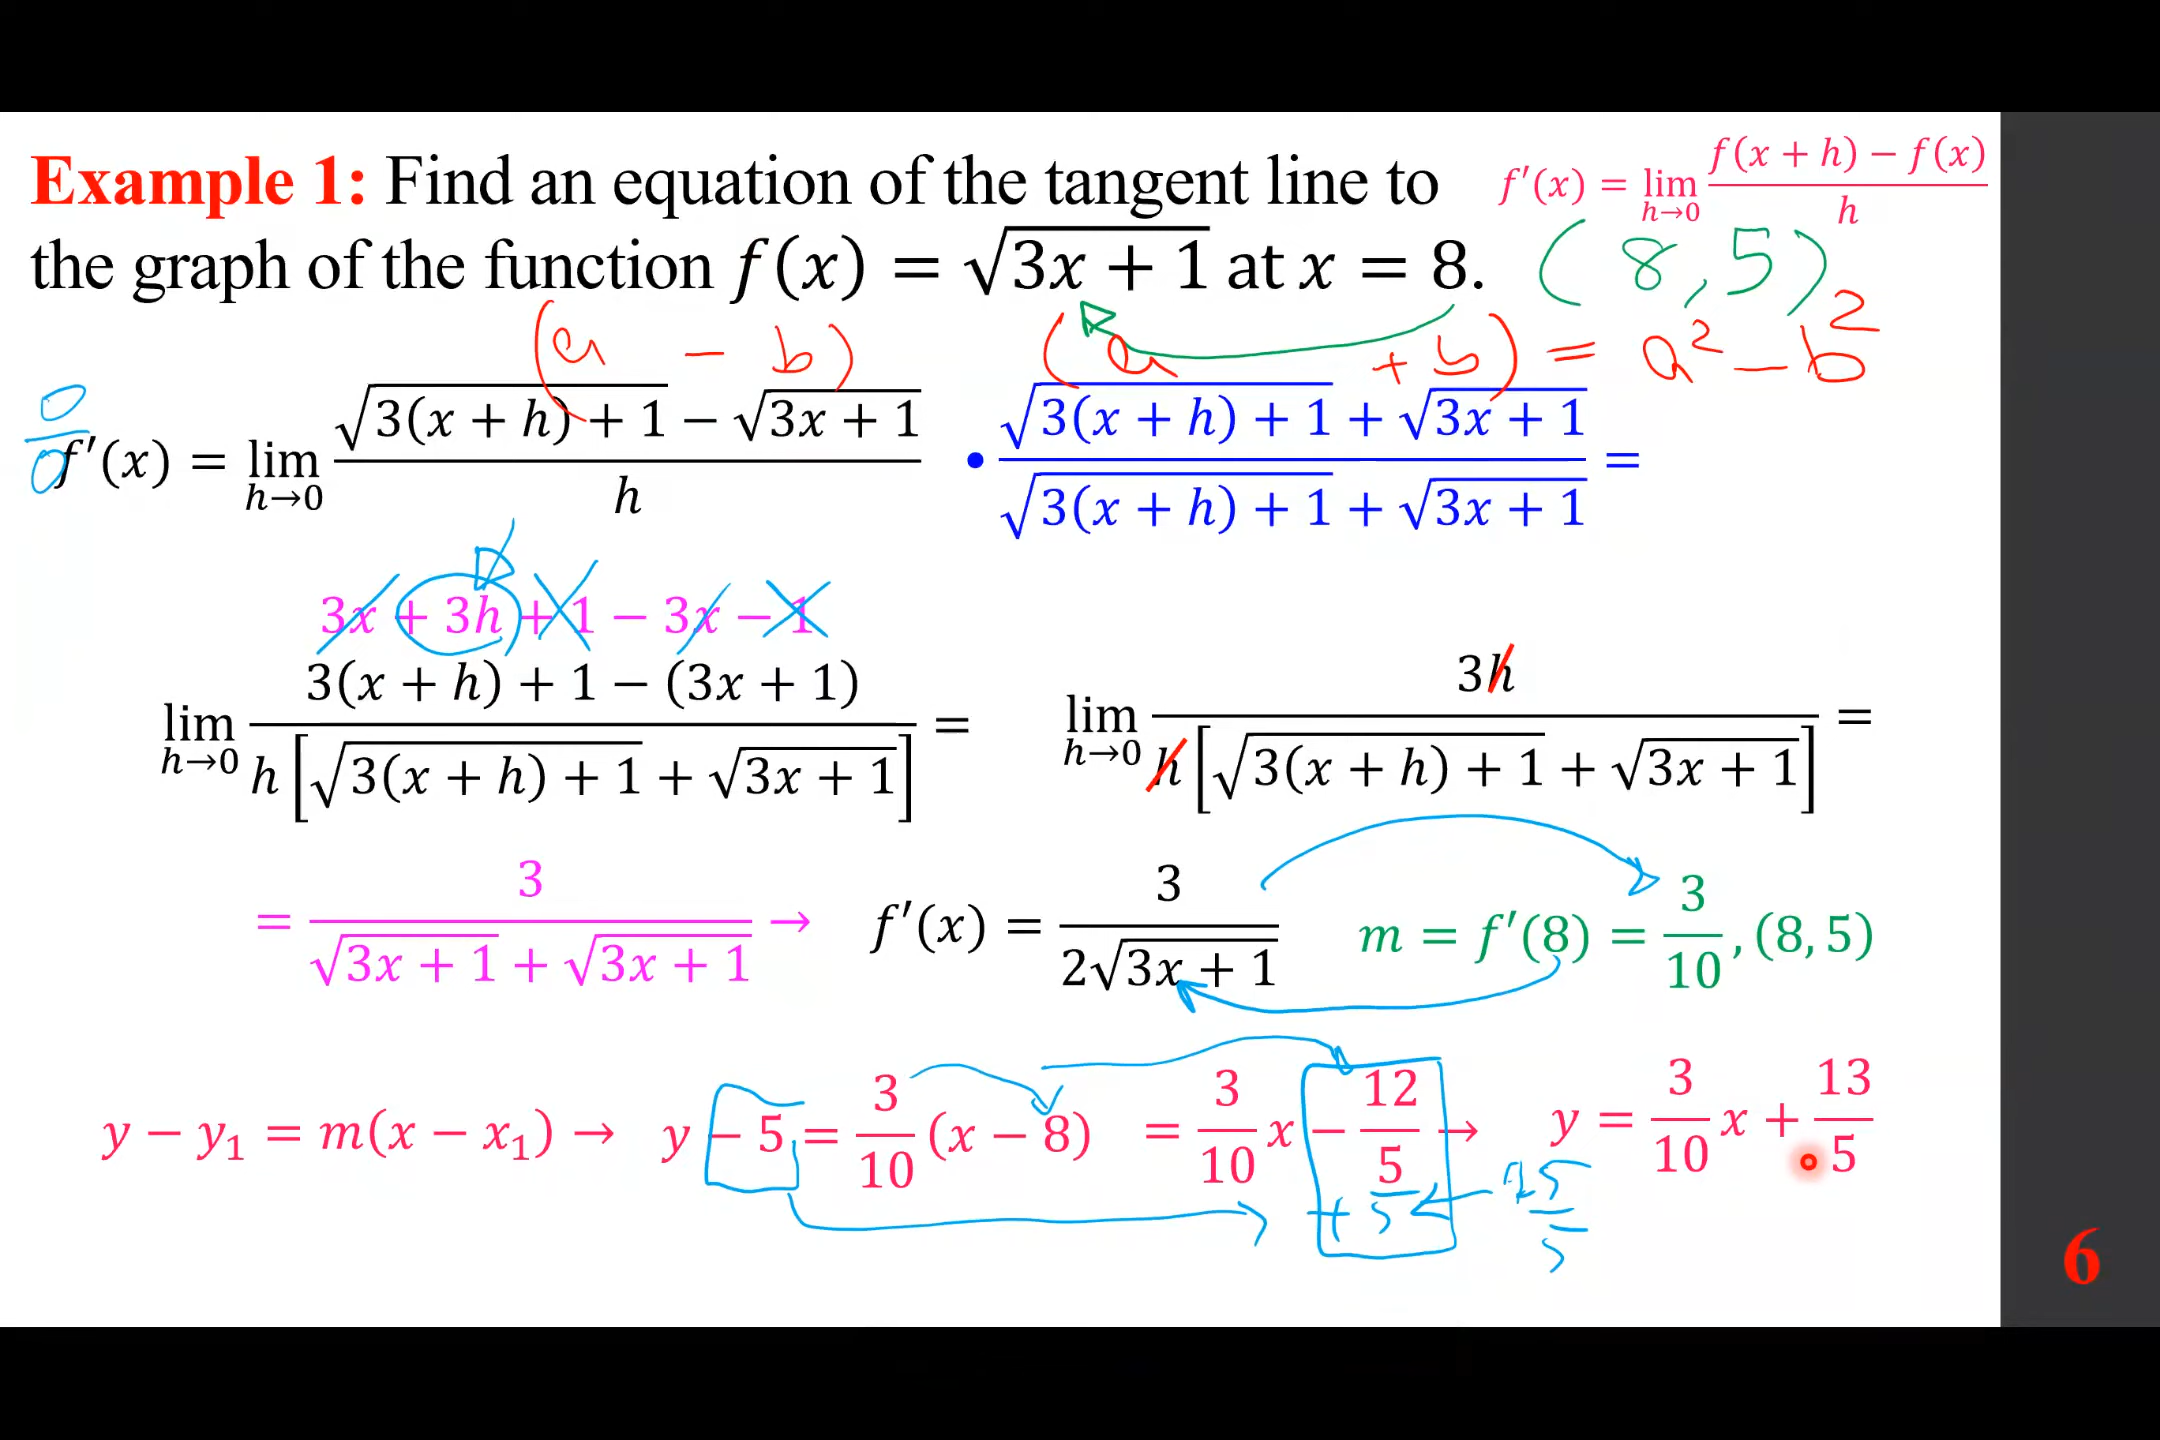 Example 1: Find an equation of the tangent line to
f′(x) = lim h→0 (f(x + h) − f(x))/h
the graph of the function f(x) = √(3x + 1) at x = 8.
(8, 5)
(a − b) (a + b) = a² − b²
0/0
f′(x) = lim h→0 (√(3(x + h) + 1) − √(3x + 1))/h • (√(3(x + h) + 1) + √(3x + 1))/(√(3(x + h) + 1) + √(3x + 1)) =
3x + 3h + 1 − 3x − 1
lim h→0 (3(x + h) + 1 − (3x + 1))/(h[√(3(x + h) + 1) + √(3x + 1)]) =
lim h→0 3h/(h[√(3(x + h) + 1) + √(3x + 1)]) =
= 3/(√(3x + 1) + √(3x + 1)) →
f′(x) = 3/(2√(3x + 1))
m = f′(8) = 3/10, (8, 5)
y − y₁ = m(x − x₁) → y − 5 = 3/10 (x − 8) = 3/10 x − 12/5 → y = 3/10 x + 13/5
+ 5
6